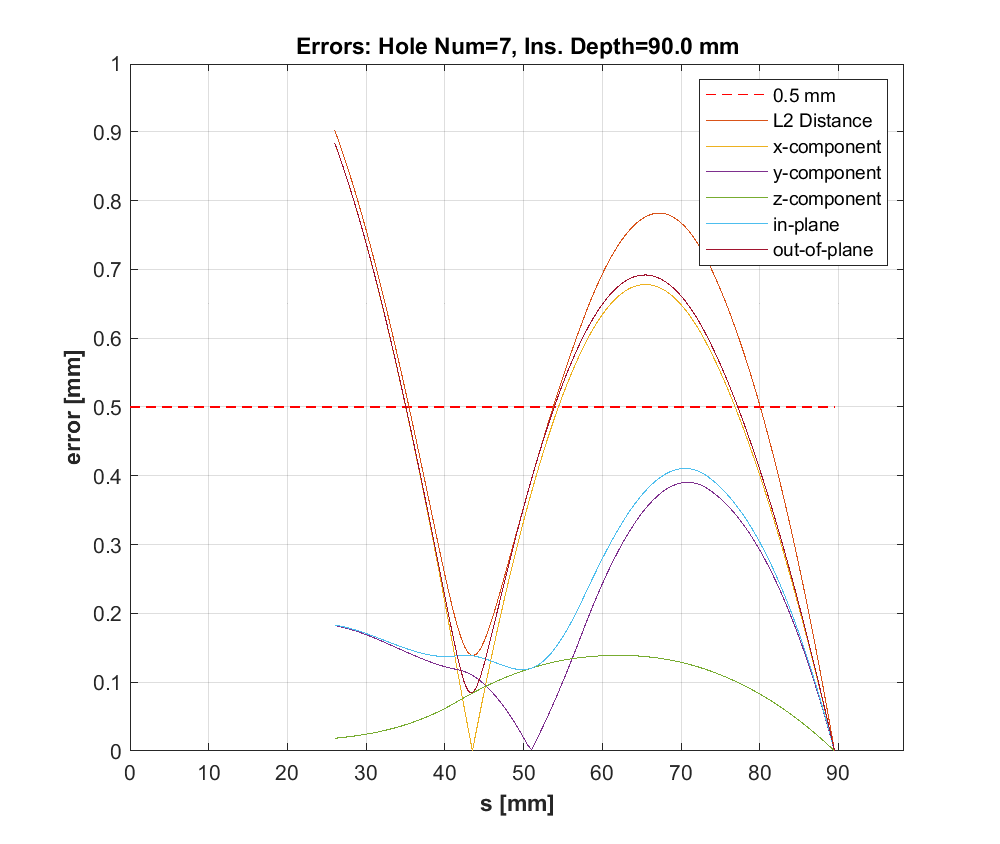 Errors: Hole Num=7, Ins. Depth=90.0 mm
1
0.9
0.8
0.7
0.6
0.5
0.4
0.3
0.2
0.1
0
error [mm]
0.5 mm
L2 Distance
x-component
y-component
z-component
in-plane
out-of-plane
0 10 20 30 40 50 60 70 80 90
s [mm]